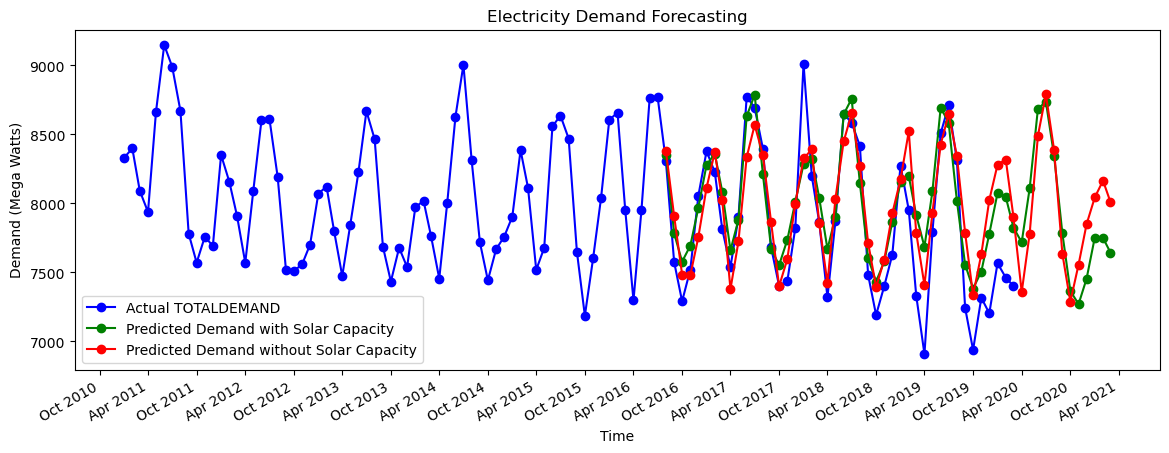 Electricity Demand Forecasting
Demand (Mega Watts)
9000
8500
8000
7500
7000
Actual TOTALDEMAND
Predicted Demand with Solar Capacity
Predicted Demand without Solar Capacity
Oct 2010
Apr 2011
Oct 2011
Apr 2012
Oct 2012
Apr 2013
Oct 2013
Apr 2014
Oct 2014
Apr 2015
Oct 2015
Apr 2016
Oct 2016
Apr 2017
Oct 2017
Apr 2018
Oct 2018
Apr 2019
Oct 2019
Apr 2020
Oct 2020
Apr 2021
Time